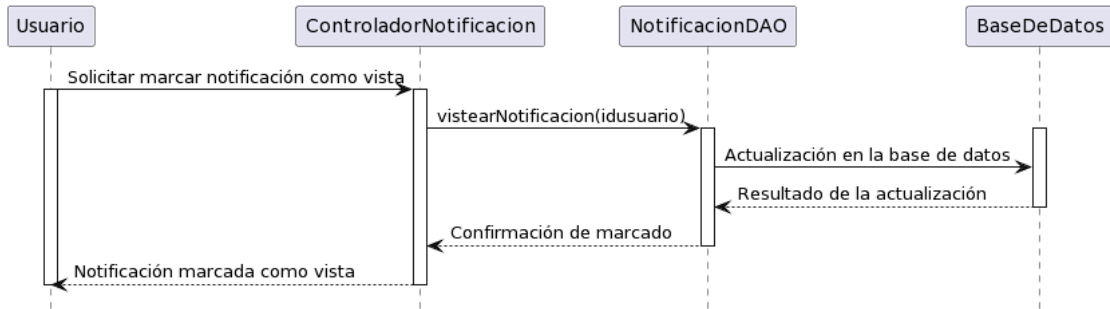 Usuario
ControladorNotificacion
NotificacionDAO
BaseDeDatos
Solicitar marcar notificación como vista
vistearNotificacion(idusuario)
Actualización en la base de datos
Resultado de la actualización
Confirmación de marcado
Notificación marcada como vista